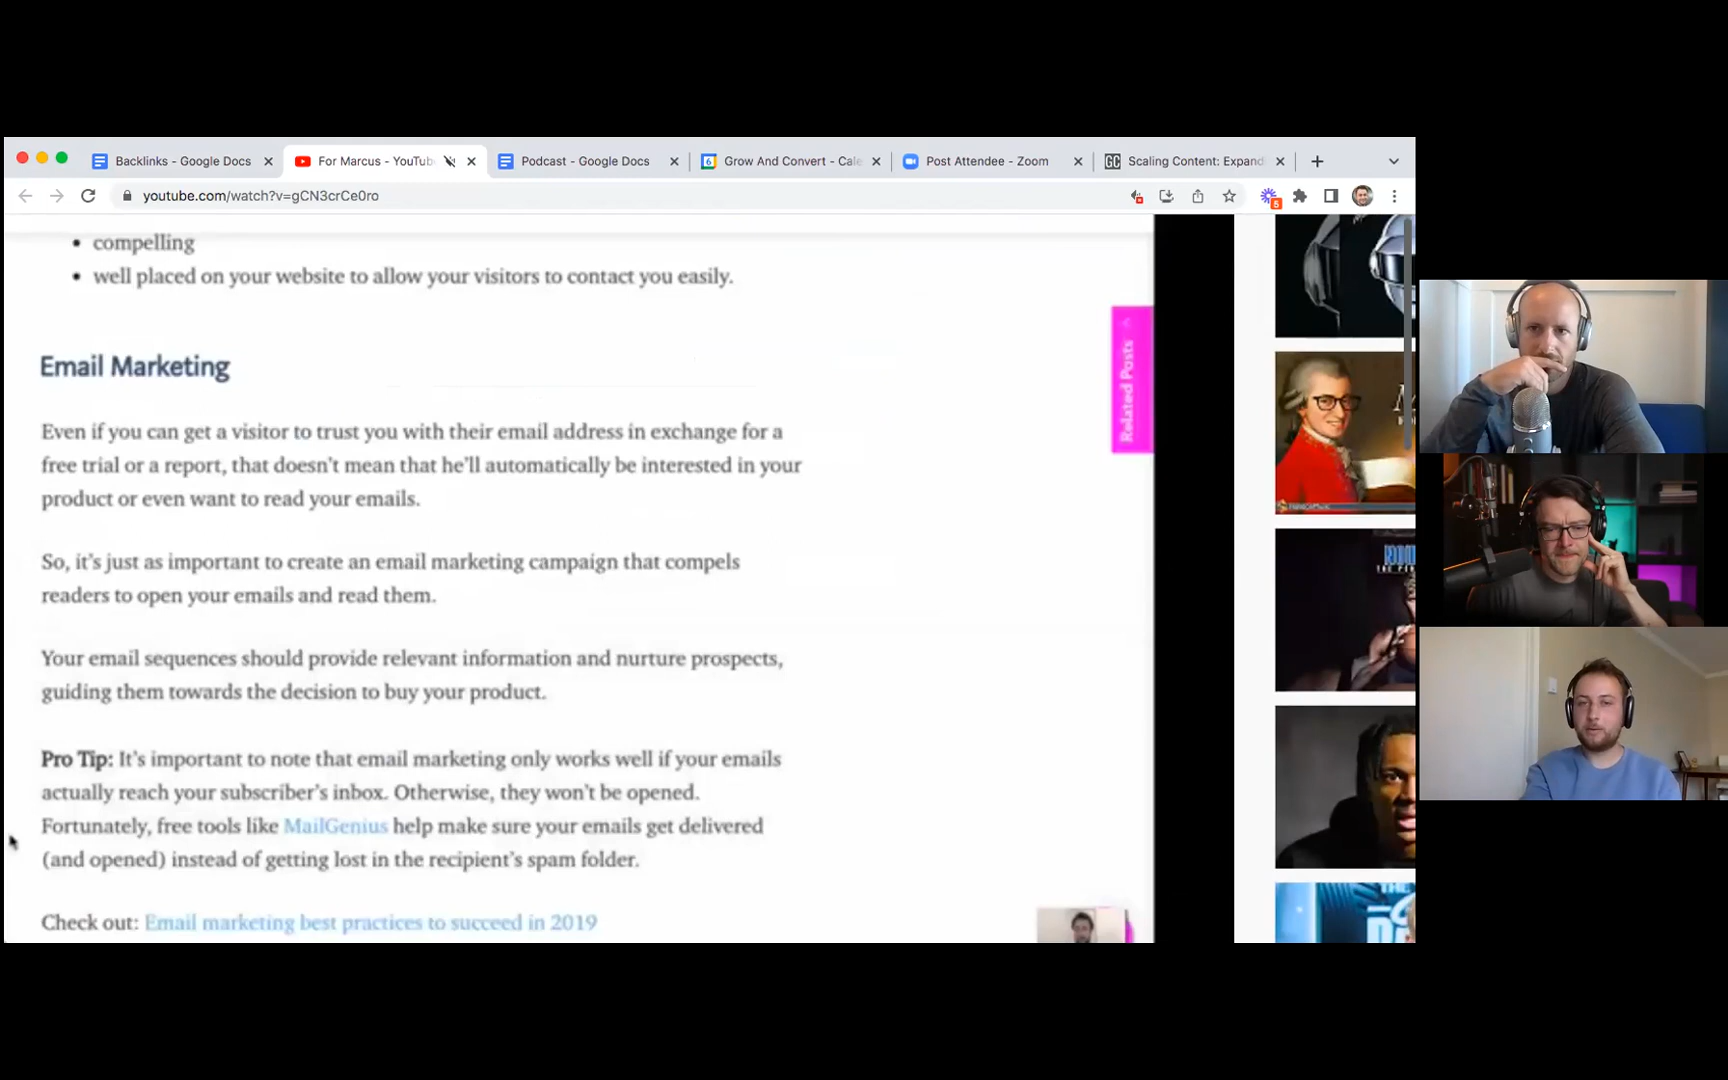 Backlinks - Google Docs
For Marcus - YouTub
Podcast - Google Docs
Grow And Convert - Cale
Post Attendee - Zoom
GC Scaling Content: Expand
youtube.com/watch?v=gCN3crCe0ro
5
• compelling
• well placed on your website to allow your visitors to contact you easily.
Related Posts
Email Marketing
Even if you can get a visitor to trust you with their email address in exchange for a
free trial or a report, that doesn't mean that he'll automatically be interested in your
product or even want to read your emails.
So, it's just as important to create an email marketing campaign that compels
readers to open your emails and read them.
Your email sequences should provide relevant information and nurture prospects,
guiding them towards the decision to buy your product.
Pro Tip: It's important to note that email marketing only works well if your emails
actually reach your subscriber's inbox. Otherwise, they won't be opened.
Fortunately, free tools like MailGenius help make sure your emails get delivered
(and opened) instead of getting lost in the recipient's spam folder.
Check out: Email marketing best practices to succeed in 2019